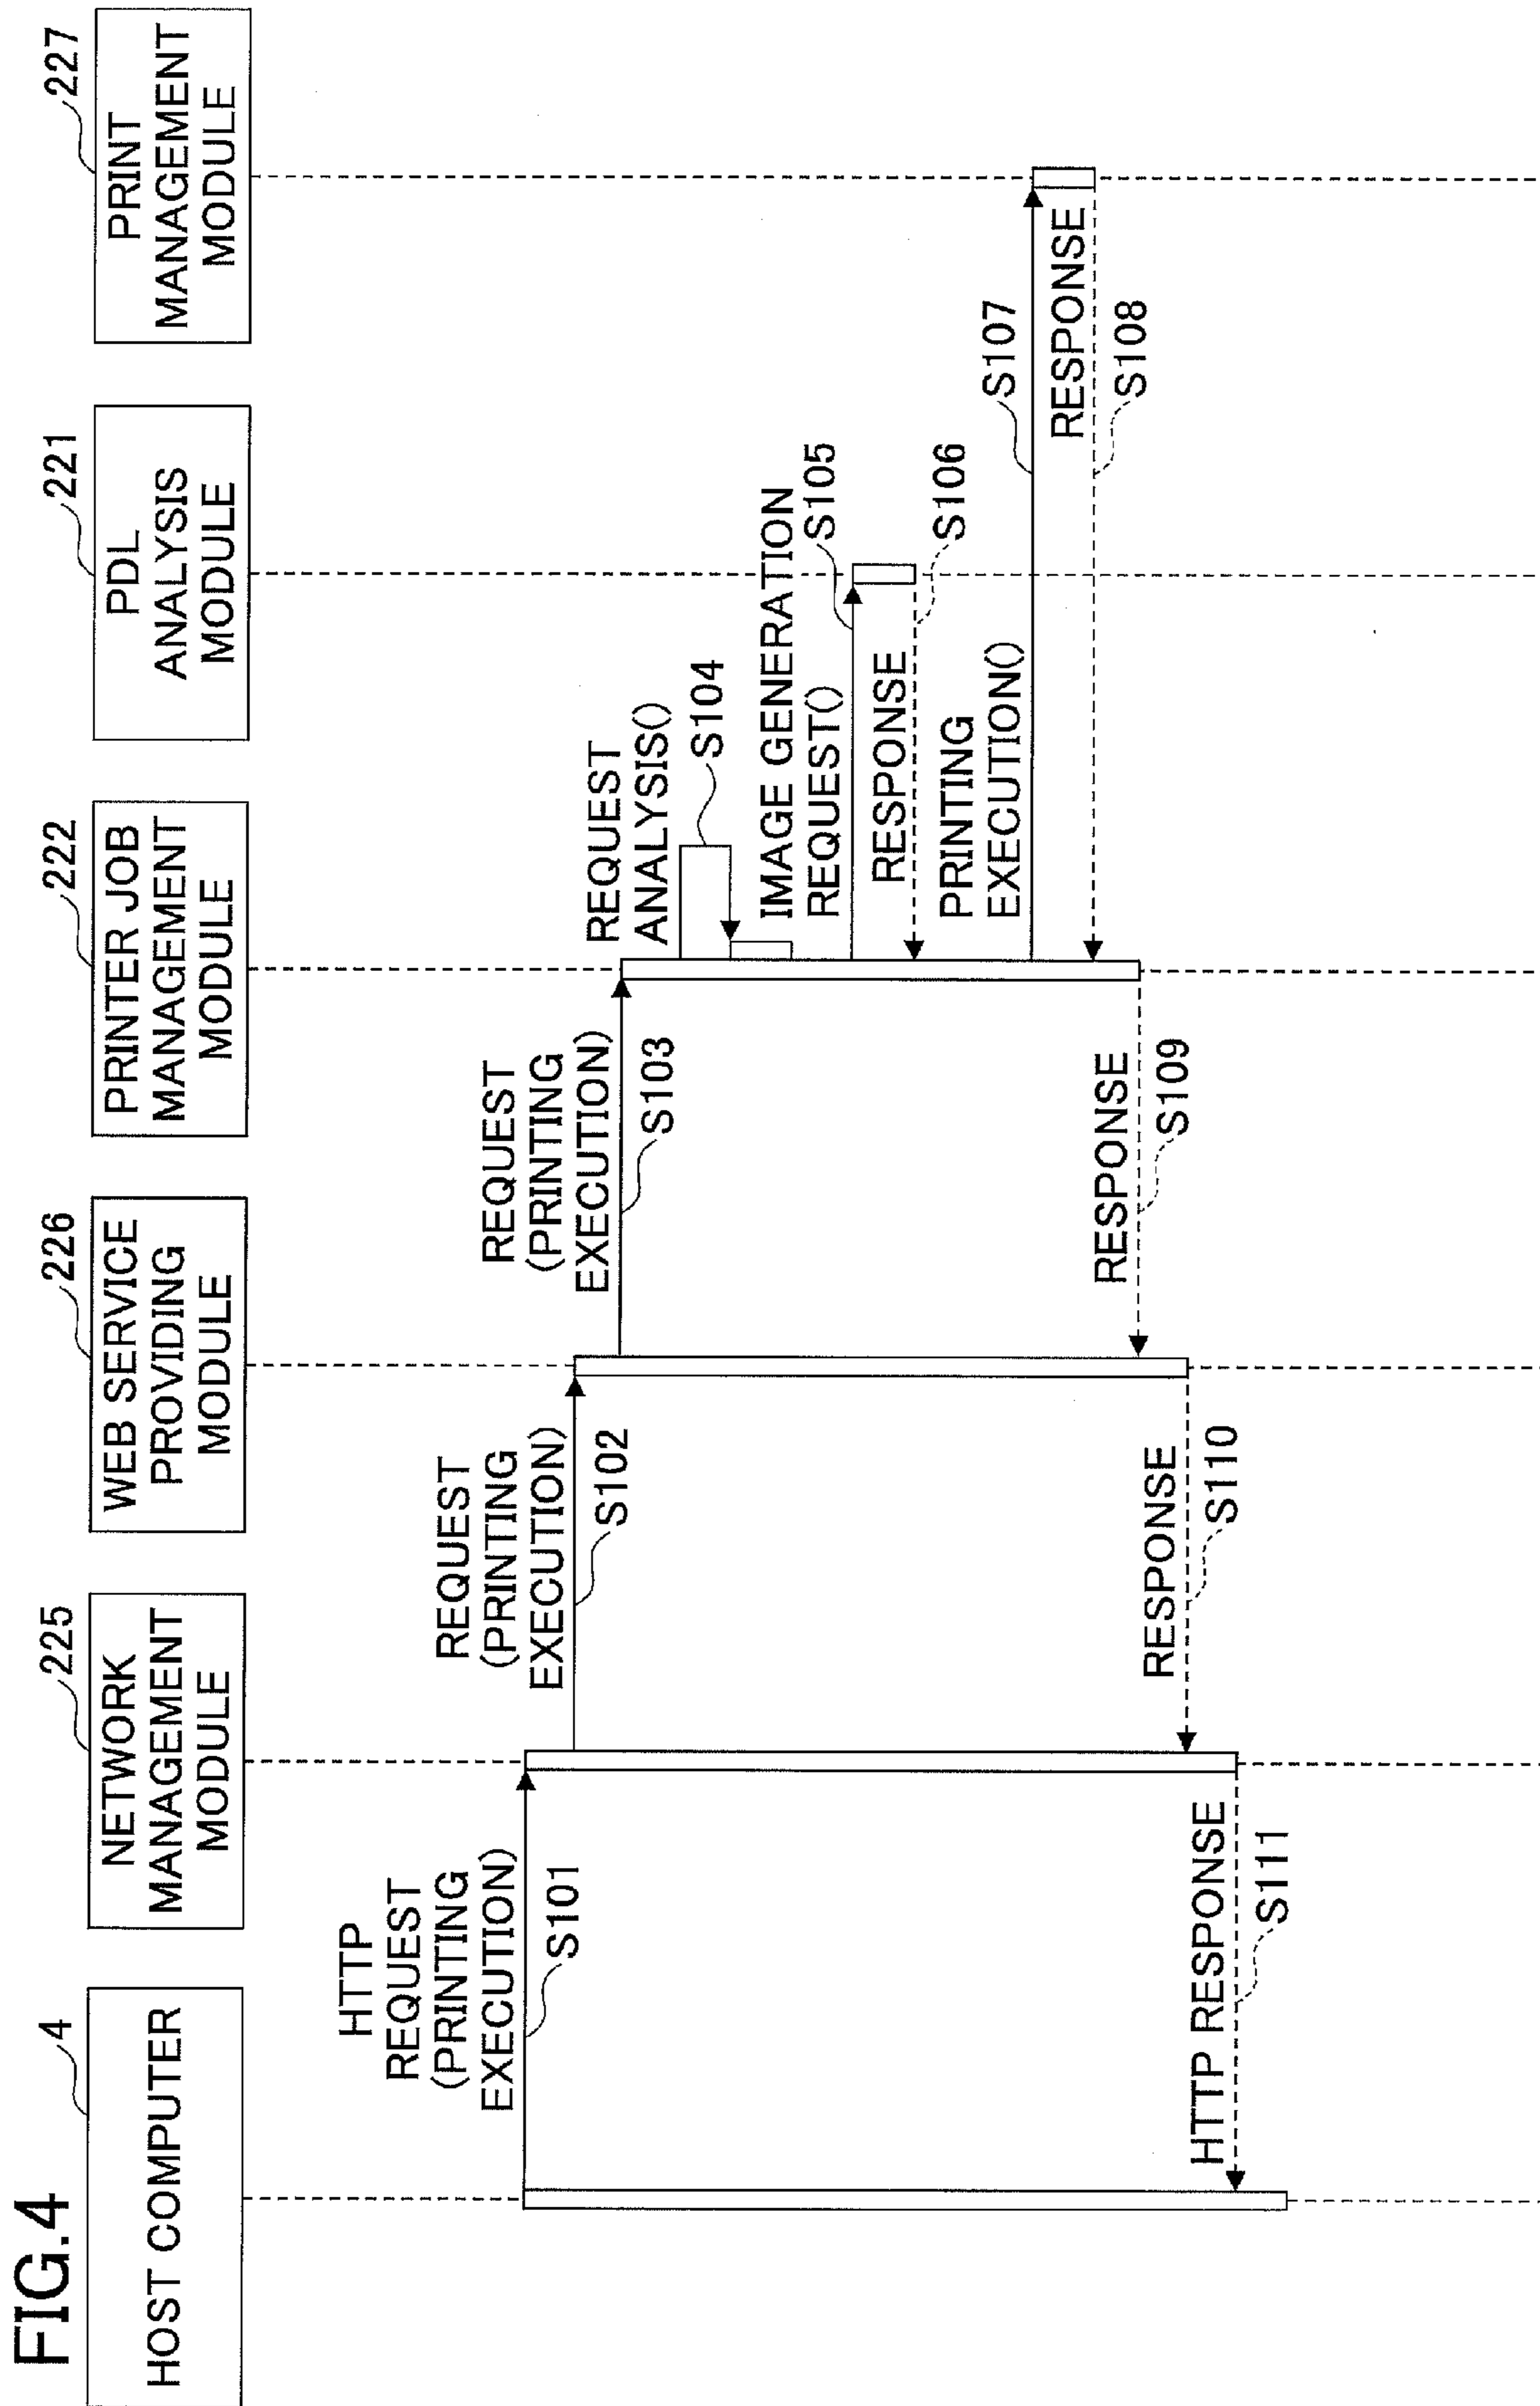 FIG.4
4
HOST COMPUTER
225
NETWORK
MANAGEMENT
MODULE
226
WEB SERVICE
PROVIDING
MODULE
222
PRINTER JOB
MANAGEMENT
MODULE
221
PDL
ANALYSIS
MODULE
227
PRINT
MANAGEMENT
MODULE
HTTP
REQUEST
(PRINTING
EXECUTION)
S101
REQUEST
(PRINTING
EXECUTION)
S102
REQUEST
(PRINTING
EXECUTION)
S103
REQUEST
ANALYSIS()
S104
IMAGE GENERATION
REQUEST()
S105
RESPONSE
S106
PRINTING
EXECUTION()
S107
RESPONSE
S108
RESPONSE
S109
RESPONSE
S110
HTTP RESPONSE
S111